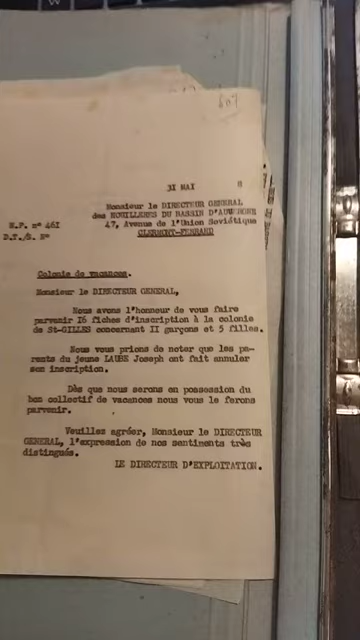 607
31 MAI 8
Monsieur le DIRECTEUR GENERAL
des HOUILLERES DU BASSIN D'AUVERGNE
47, Avenue de l'Union Soviétique
CLERMONT-FERRAND
N.P. n° 461
D.T./S. N°
Colonie de vacances.
Monsieur le DIRECTEUR GENERAL,
Nous avons l'honneur de vous faire
parvenir I6 fiches d'inscription à la colonie
de St-GILLES concernant II garçons et 5 filles.
Nous vous prions de noter que les pa-
rents du jeune LAUBE Joseph ont fait annuler
son inscription.
Dès que nous serons en possession du
bon collectif de vacances nous vous le ferons
parvenir.
Veuillez agréer, Monsieur le DIRECTEUR
GENERAL, l'expression de nos sentiments très
distingués.
LE DIRECTEUR D'EXPLOITATION.